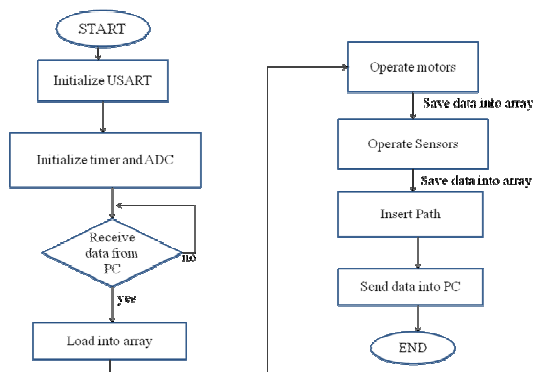 START
Initialize USART
Initialize timer and ADC
Receive
data from
PC
no
yes
Load into array
Operate motors
Save data into array
Operate Sensors
Save data into array
Insert Path
Send data into PC
END